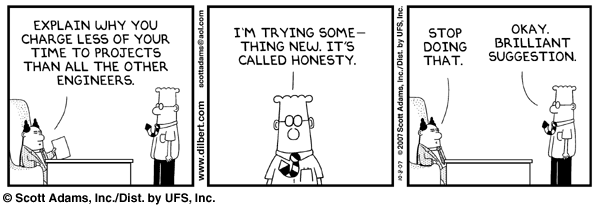 EXPLAIN WHY YOU
CHARGE LESS OF YOUR
TIME TO PROJECTS
THAN ALL THE OTHER
ENGINEERS.
www.dilbert.com
scottadams@aol.com
I'M TRYING SOME-
THING NEW. IT'S
CALLED HONESTY.
10-9-07 ©2007 Scott Adams, Inc./Dist. by UFS, Inc.
STOP
DOING
THAT.
OKAY.
BRILLIANT
SUGGESTION.
© Scott Adams, Inc./Dist. by UFS, Inc.